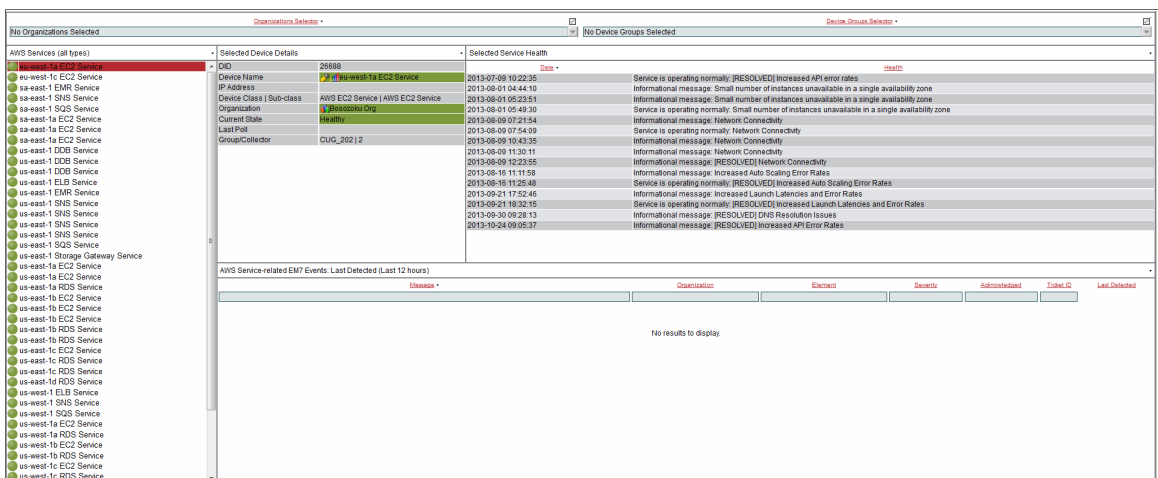 Organizations Selector
Device Groups Selector
No Organizations Selected
No Device Groups Selected
AWS Services (all types)
eu-west-1a EC2 Service
eu-west-1c EC2 Service
sa-east-1 EMR Service
sa-east-1 SNS Service
sa-east-1 SQS Service
sa-east-1a EC2 Service
sa-east-1a EC2 Service
sa-east-1a EC2 Service
us-east-1 DDB Service
us-east-1 DDB Service
us-east-1 DDB Service
us-east-1 ELB Service
us-east-1 EMR Service
us-east-1 SNS Service
us-east-1 SNS Service
us-east-1 SNS Service
us-east-1 SNS Service
us-east-1 SQS Service
us-east-1 Storage Gateway Service
us-east-1a EC2 Service
us-east-1a EC2 Service
us-east-1a RDS Service
us-east-1b EC2 Service
us-east-1b EC2 Service
us-east-1b EC2 Service
us-east-1b RDS Service
us-east-1b RDS Service
us-east-1c EC2 Service
us-east-1c RDS Service
us-east-1c RDS Service
us-east-1d RDS Service
us-west-1 ELB Service
us-west-1 SNS Service
us-west-1 SQS Service
us-west-1a EC2 Service
us-west-1a RDS Service
us-west-1b EC2 Service
us-west-1b RDS Service
us-west-1c EC2 Service
us-west-1c RDS Service
Selected Device Details
DID 26688
Device Name eu-west-1a EC2 Service
IP Address
Device Class | Sub-class AWS EC2 Service | AWS EC2 Service
Organization Bosozoku Org
Current State Healthy
Last Poll
Group/Collector CUG_202 | 2
Selected Service Health
Date Health
2013-07-09 10:22:35 Service is operating normally: [RESOLVED] Increased API error rates
2013-08-01 04:44:10 Informational message: Small number of instances unavailable in a single availability zone
2013-08-01 05:23:51 Informational message: Small number of instances unavailable in a single availability zone
2013-08-01 05:49:30 Service is operating normally: Small number of instances unavailable in a single availability zone
2013-08-09 07:21:54 Informational message: Network Connectivity
2013-08-09 07:54:09 Service is operating normally: Network Connectivity
2013-08-09 10:43:35 Informational message: Network Connectivity
2013-08-09 11:30:11 Informational message: Network Connectivity
2013-08-09 12:23:55 Informational message: [RESOLVED] Network Connectivity
2013-08-16 11:11:58 Informational message: Increased Auto Scaling Error Rates
2013-08-16 11:25:48 Service is operating normally: [RESOLVED] Increased Auto Scaling Error Rates
2013-09-21 17:52:46 Informational message: Increased Launch Latencies and Error Rates
2013-09-21 18:32:15 Service is operating normally: [RESOLVED] Increased Launch Latencies and Error Rates
2013-09-30 09:28:13 Informational message: [RESOLVED] DNS Resolution Issues
2013-10-24 09:05:37 Informational message: [RESOLVED] Increased API Error Rates
AWS Service-related EM7 Events: Last Detected (Last 12 hours)
Message Organization Element Severity Acknowledged Ticket ID Last Detected
No results to display.